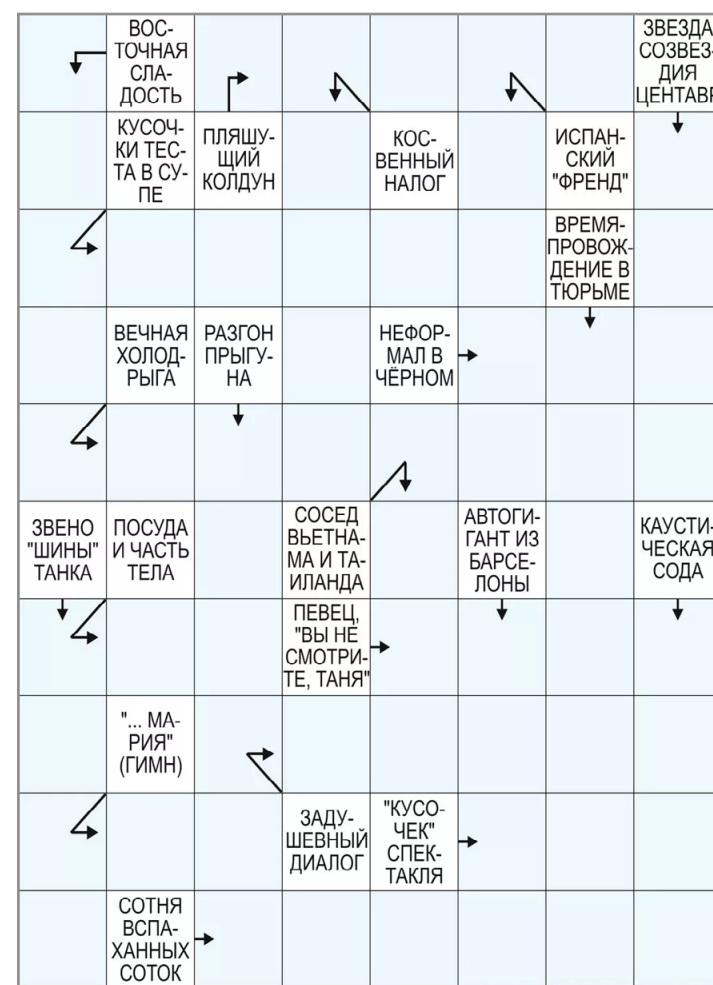 ВОС-
ТОЧНАЯ
СЛА-
ДОСТЬ
ЗВЕЗДА
СОЗВЕЗ-
ДИЯ
ЦЕНТАВР
КУСОЧ-
КИ ТЕС-
ТА В СУ-
ПЕ
ПЛЯШУ-
ЩИЙ
КОЛДУН
КОС-
ВЕННЫЙ
НАЛОГ
ИСПАН-
СКИЙ
"ФРЕНД"
ВРЕМЯ-
ПРОВОЖ-
ДЕНИЕ В
ТЮРЬМЕ
ВЕЧНАЯ
ХОЛОД-
РЫГА
РАЗГОН
ПРЫГУ-
НА
НЕФОР-
МАЛ В
ЧЁРНОМ
ЗВЕНО
"ШИНЫ"
ТАНКА
ПОСУДА
И ЧАСТЬ
ТЕЛА
СОСЕД
ВЬЕТНА-
МА И ТА-
ИЛАНДА
АВТОГИ-
ГАНТ ИЗ
БАРСЕ-
ЛОНЫ
КАУСТИ-
ЧЕСКАЯ
СОДА
ПЕВЕЦ,
"ВЫ НЕ
СМОТРИ-
ТЕ, ТАНЯ"
"... МА-
РИЯ"
(ГИМН)
ЗАДУ-
ШЕВНЫЙ
ДИАЛОГ
"КУСО-
ЧЕК"
СПЕК-
ТАКЛЯ
СОТНЯ
ВСПА-
ХАННЫХ
СОТОК